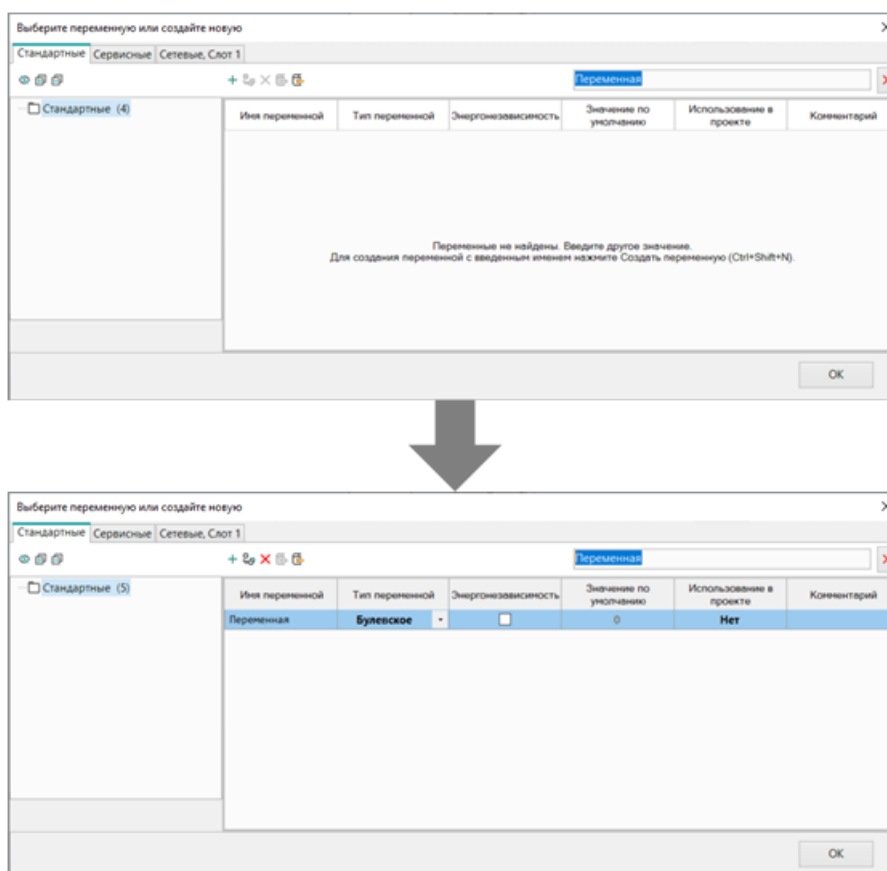 Выберите переменную или создайте новую
Стандартные Сервисные Сетевые, Слот 1
Переменная
Стандартные (4)
Имя переменной Тип переменной Энергонезависимость Значение по умолчанию Использование в проекте Комментарий
Переменные не найдены. Введите другое значение.
Для создания переменной с введенным именем нажмите Создать переменную (Ctrl+Shift+N).
OK
Выберите переменную или создайте новую
Стандартные Сервисные Сетевые, Слот 1
Переменная
Стандартные (5)
Имя переменной Тип переменной Энергонезависимость Значение по умолчанию Использование в проекте Комментарий
Переменная Булевское 0 Нет
OK